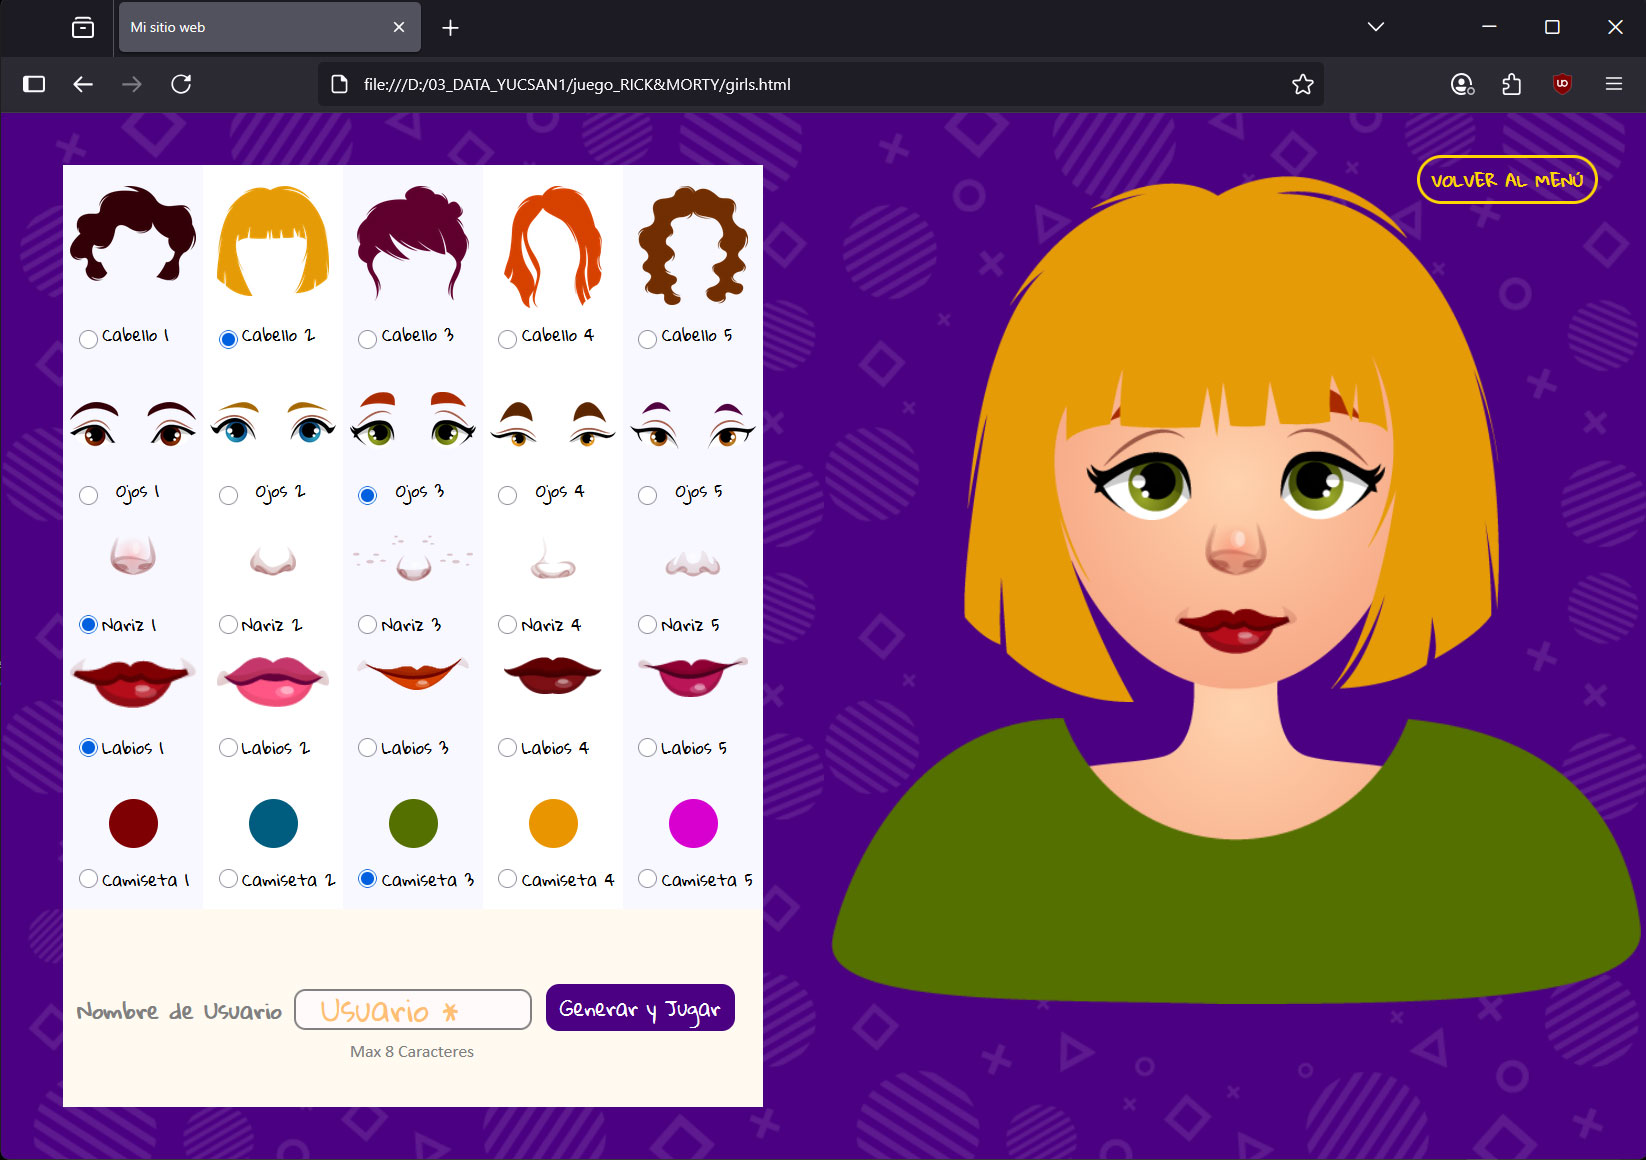 Mi sitio web
file:///D:/03_DATA_YUCSAN1/juego_RICK&MORTY/girls.html
VOLVER AL MENÚ
Cabello 1 Cabello 2 Cabello 3 Cabello 4 Cabello 5
Ojos 1 Ojos 2 Ojos 3 Ojos 4 Ojos 5
Nariz 1 Nariz 2 Nariz 3 Nariz 4 Nariz 5
Labios 1 Labios 2 Labios 3 Labios 4 Labios 5
Camiseta 1 Camiseta 2 Camiseta 3 Camiseta 4 Camiseta 5
Nombre de Usuario Usuario * Generar y Jugar
Max 8 Caracteres